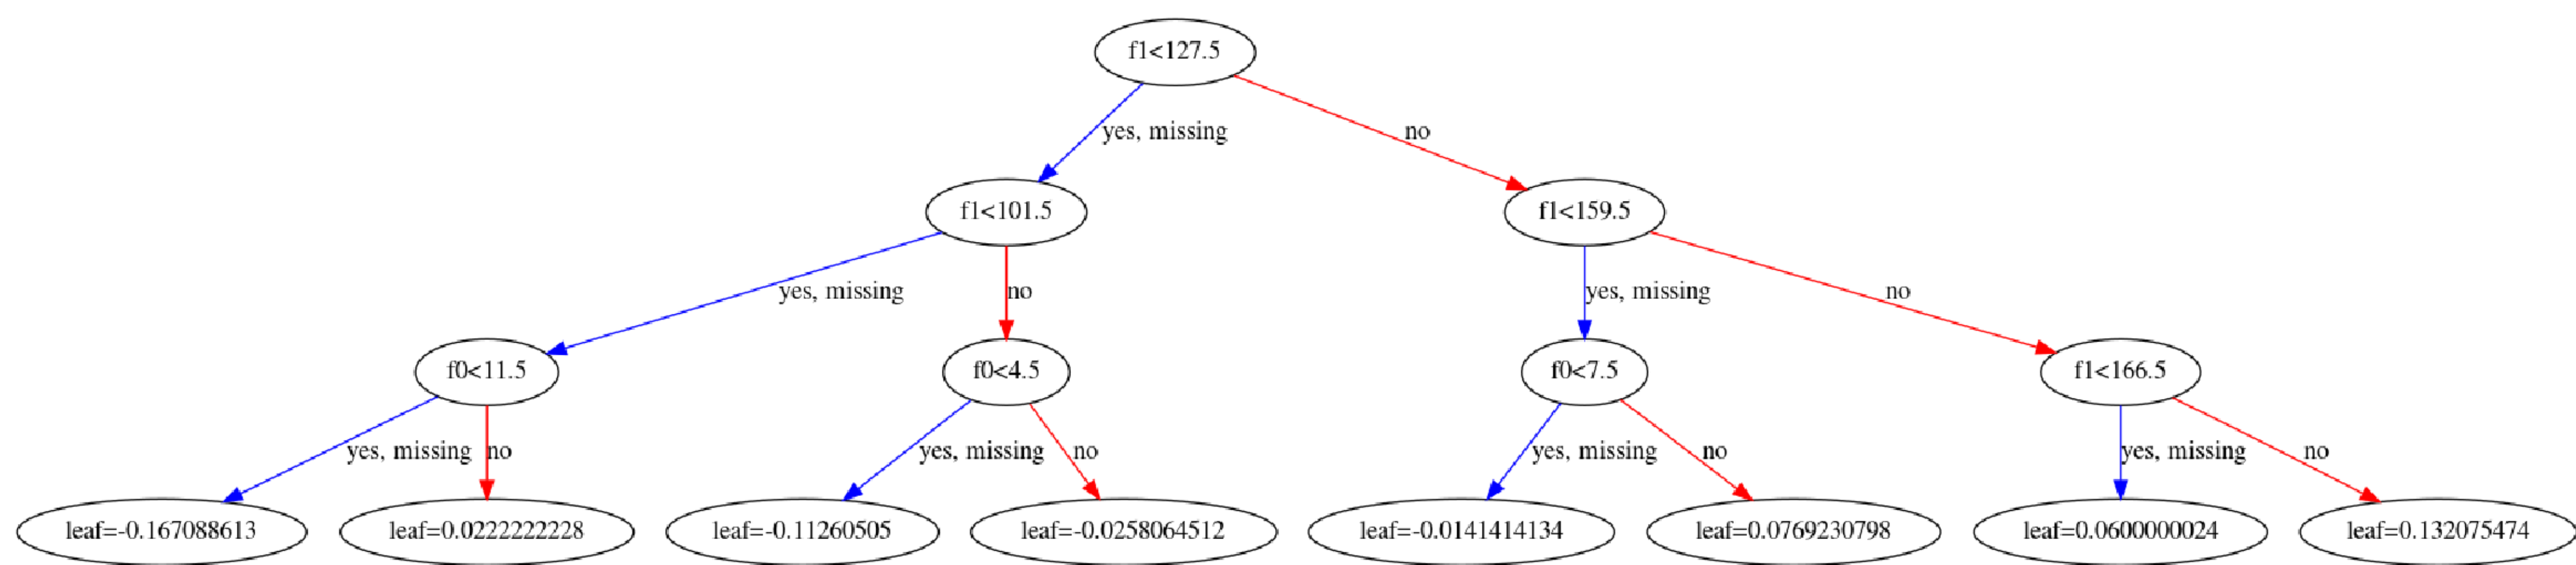 f1<127.5
yes, missing
no
f1<101.5
f1<159.5
yes, missing
no
yes, missing
no
f0<11.5
f0<4.5
f0<7.5
f1<166.5
yes, missing
no
yes, missing
no
yes, missing
no
yes, missing
no
leaf=-0.167088613
leaf=0.0222222228
leaf=-0.11260505
leaf=-0.0258064512
leaf=-0.0141414134
leaf=0.0769230798
leaf=0.0600000024
leaf=0.132075474